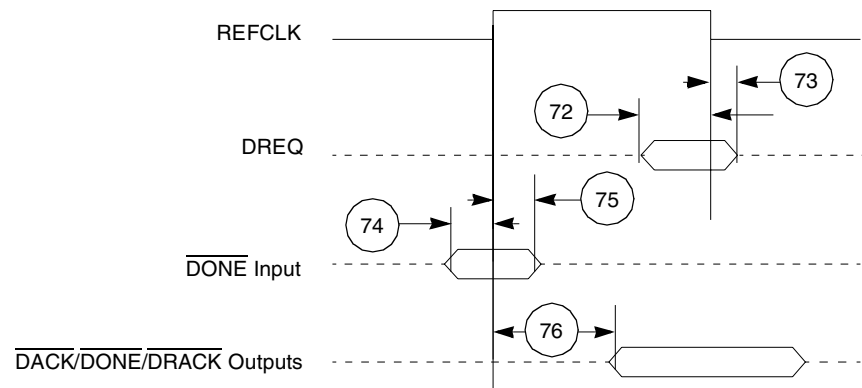 REFCLK
73
72
DREQ
75
74
DONE Input
76
DACK/DONE/DRACK Outputs